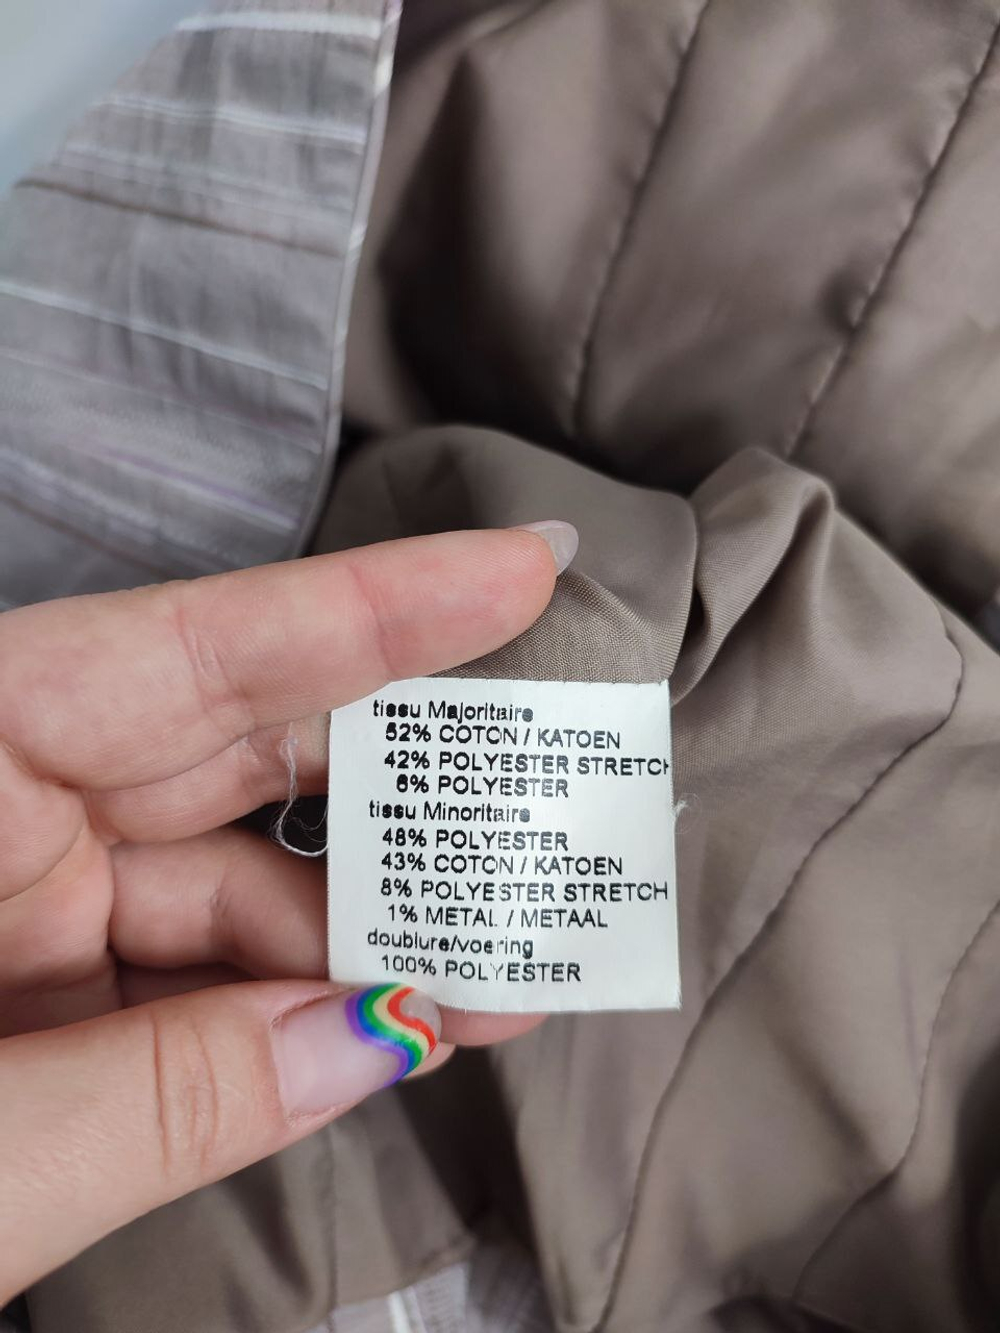 tissu Majoritaire
52% COTON / KATOEN
42% POLYESTER STRETCH
6% POLYESTER
tissu Minoritaire
48% POLYESTER
43% COTON / KATOEN
8% POLYESTER STRETCH
1% METAL / METAAL
doublure/voering
100% POLYESTER